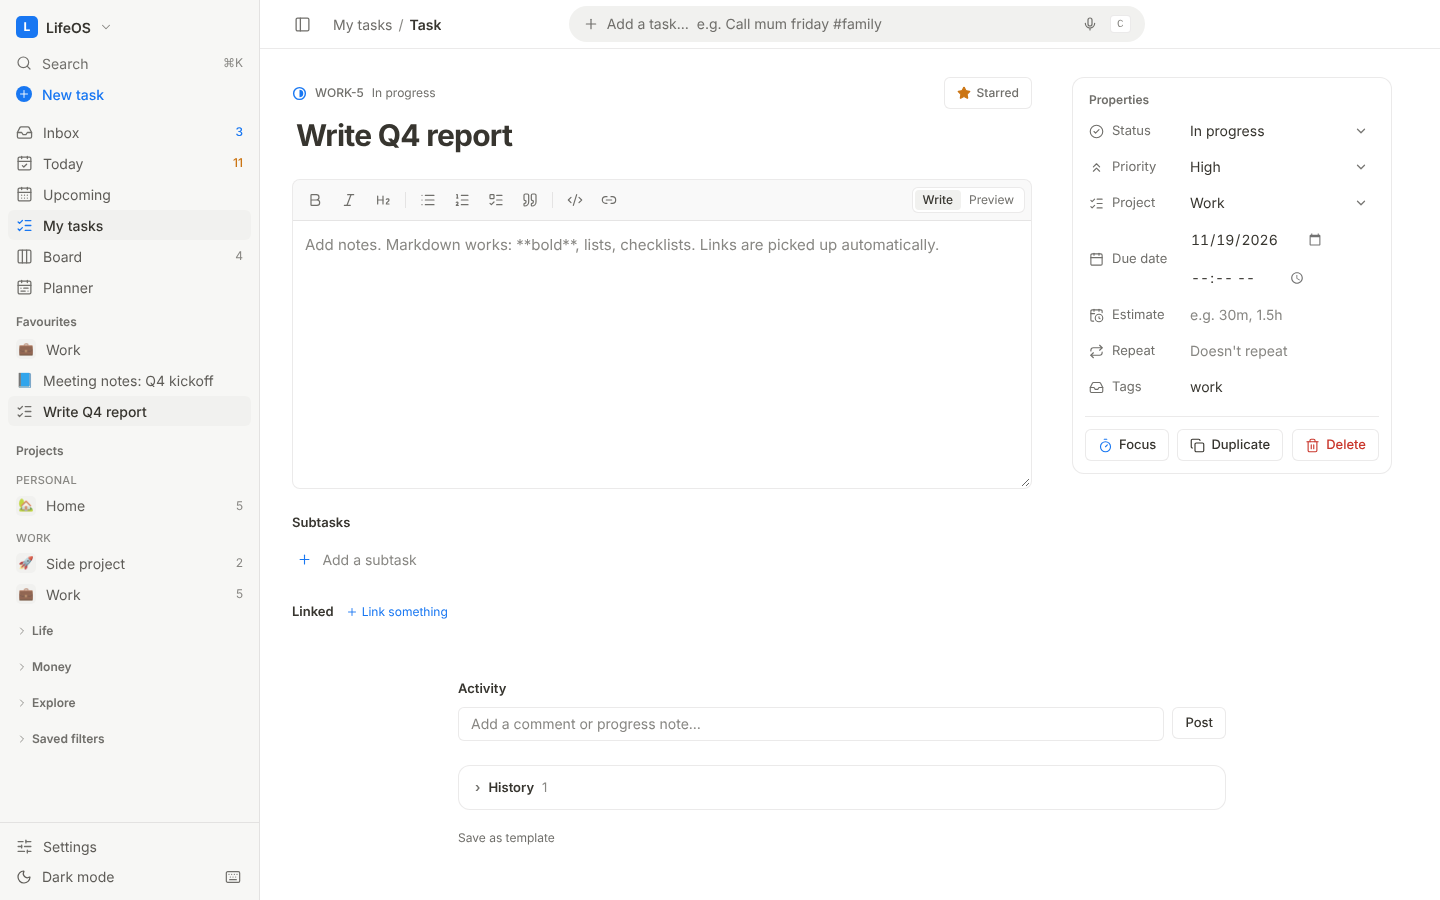 L LifeOS
Search ⌘K
New task
Inbox 3
Today 11
Upcoming
My tasks
Board 4
Planner
Favourites
Work
Meeting notes: Q4 kickoff
Write Q4 report
Projects
PERSONAL
Home 5
WORK
Side project 2
Work 5
Life
Money
Explore
Saved filters
Settings
Dark mode
My tasks / Task
Add a task... e.g. Call mum friday #family C
WORK-5 In progress
Starred
Write Q4 report
B I H2 Write Preview
Add notes. Markdown works: **bold**, lists, checklists. Links are picked up automatically.
Subtasks
Add a subtask
Linked + Link something
Activity
Add a comment or progress note... Post
History 1
Save as template
Properties
Status In progress
Priority High
Project Work
Due date 11/19/2026
--:-- --
Estimate e.g. 30m, 1.5h
Repeat Doesn't repeat
Tags work
Focus Duplicate Delete